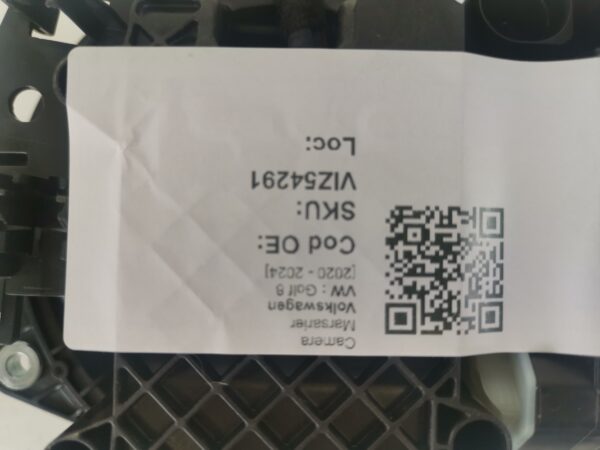 Camera
Marsarier
Volkswagen
VW : Golf 8
[2020 - 2024]
Cod OE:
SKU:
VIZ54291
Loc: